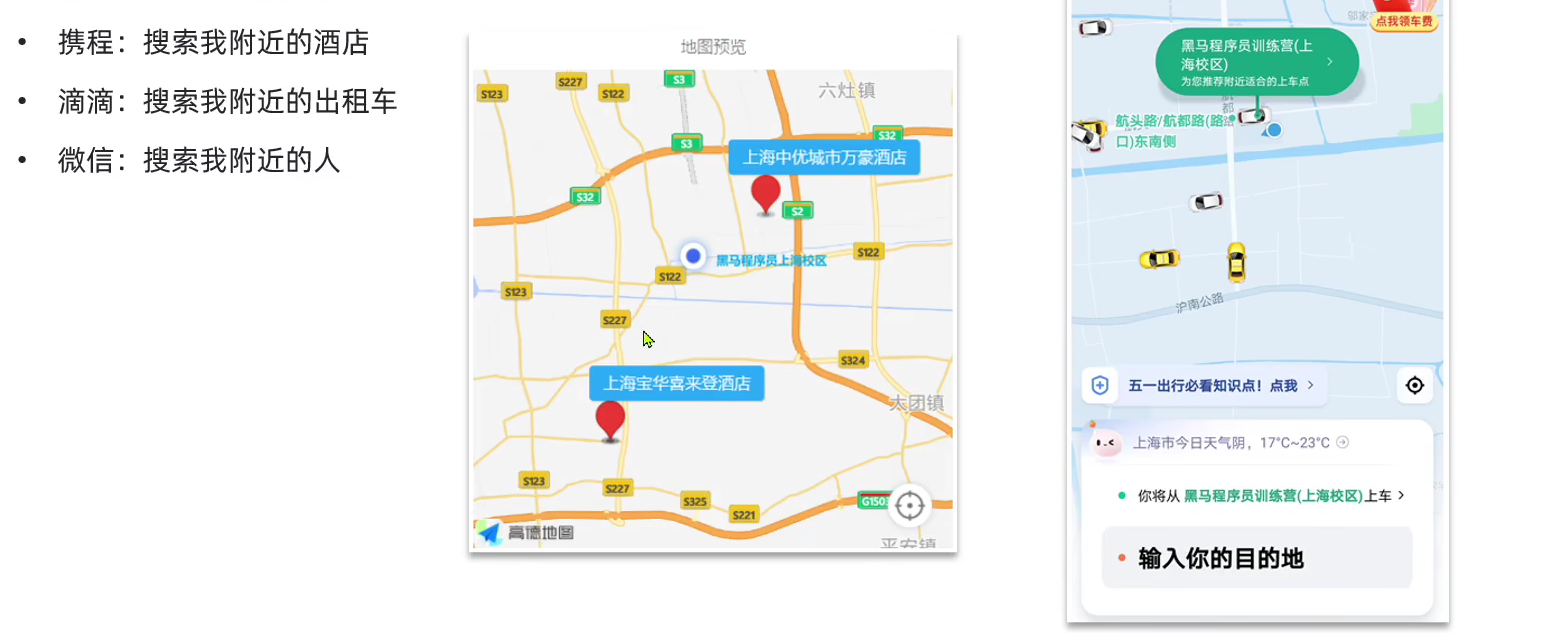 • 携程：搜索我附近的酒店
• 滴滴：搜索我附近的出租车
• 微信：搜索我附近的人
地图预览
S3
S227
S123
S122
六灶镇
S32
S3
上海中优城市万豪酒店
S32
S2
S122
黑马程序员上海校区
S122
S123
S227
S324
上海宝华喜来登酒店
大团镇
S123
S227
S325
G1503
S221
高德地图
平安镇
邬家
点我领车费
黑马程序员训练营(上
海校区)
为您推荐附近适合的上车点
航都路
航头路/航都路(路
口)东南侧
沪南公路
五一出行必看知识点！点我
上海市今日天气阴，17°C~23°C
你将从 黑马程序员训练营(上海校区)上车
输入你的目的地